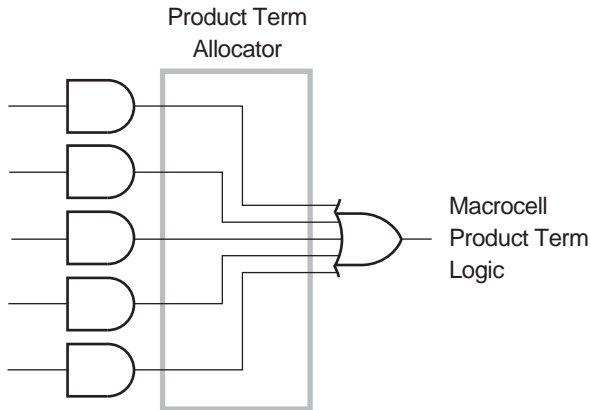 Product Term
Allocator
Macrocell
Product Term
Logic